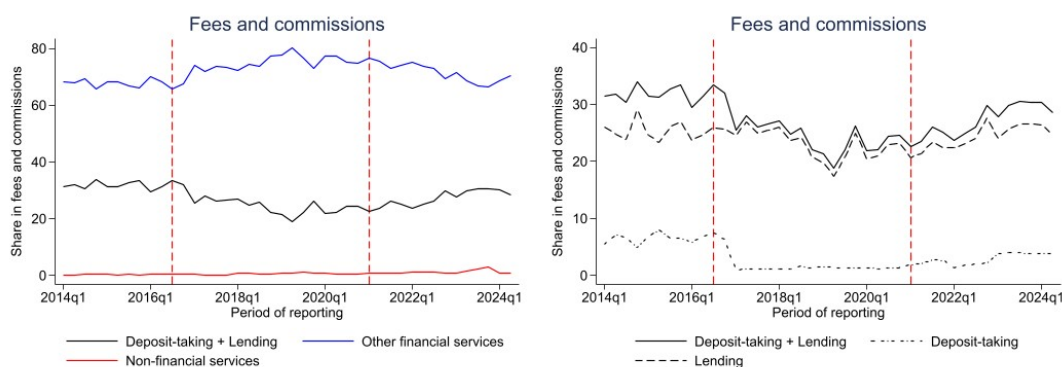 Fees and commissions
Share in fees and commissions
80
60
40
20
0
2014q1 2016q1 2018q1 2020q1 2022q1 2024q1
Period of reporting
Deposit-taking + Lending
Other financial services
Non-financial services
Fees and commissions
Share in fees and commissions
40
30
20
10
0
2014q1 2016q1 2018q1 2020q1 2022q1 2024q1
Period of reporting
Deposit-taking + Lending
Deposit-taking
Lending